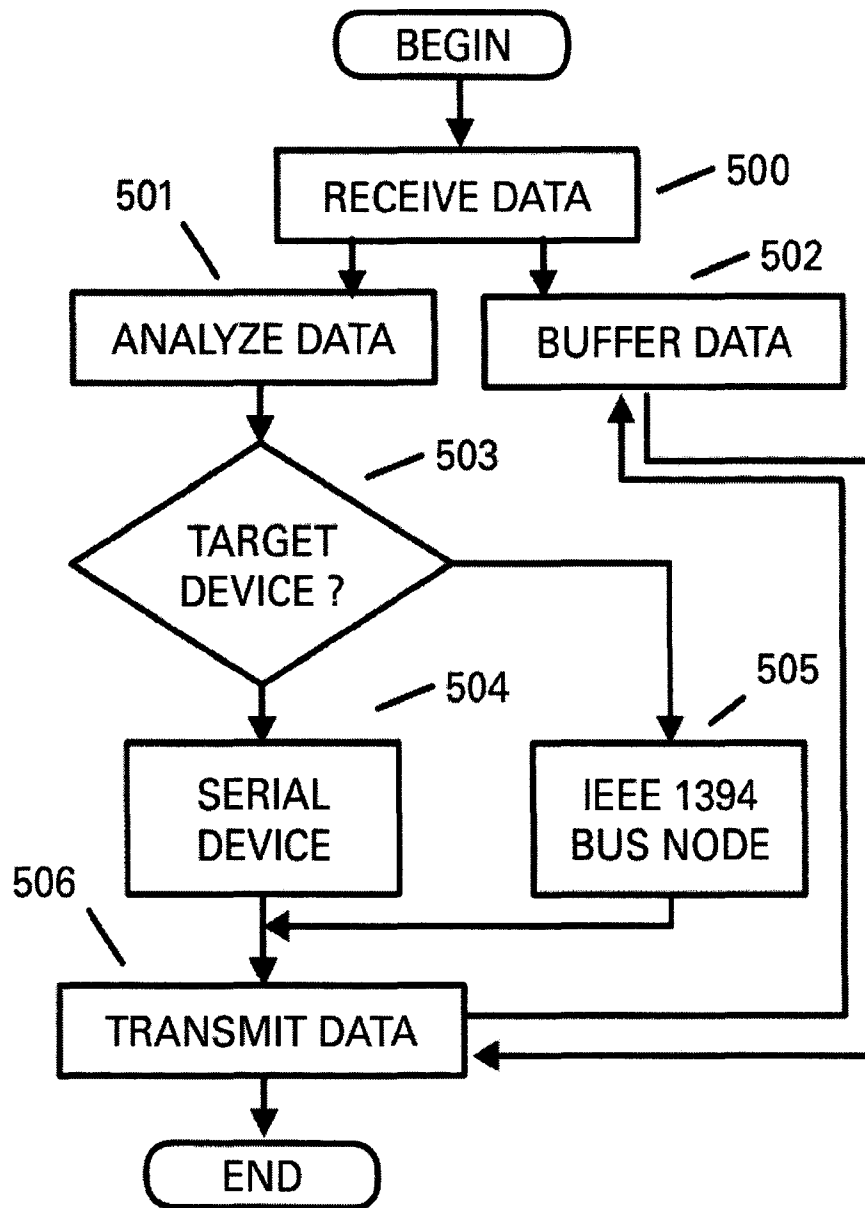 BEGIN
RECEIVE DATA
500
501
ANALYZE DATA
502
BUFFER DATA
503
TARGET
DEVICE ?
504
SERIAL
DEVICE
505
IEEE 1394
BUS NODE
506
TRANSMIT DATA
END